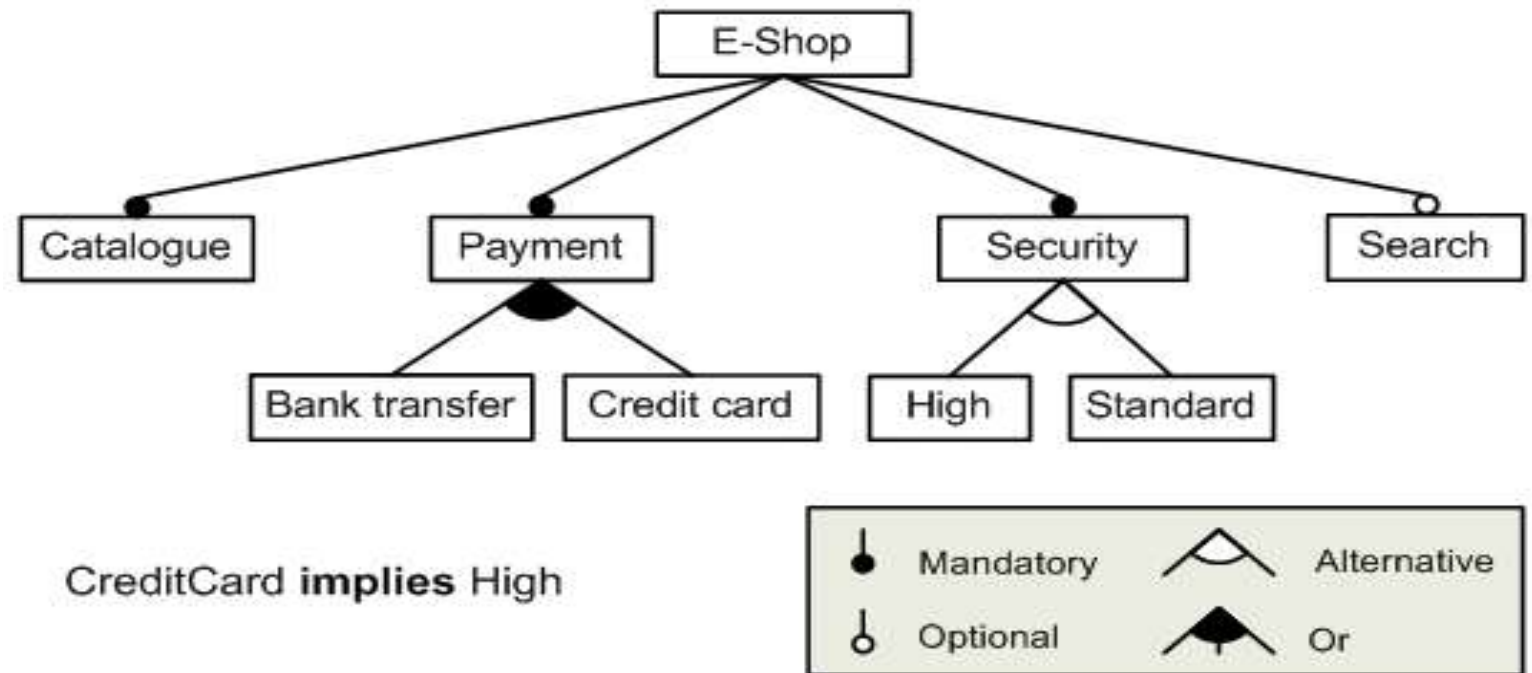 E-Shop
Catalogue
Payment
Security
Search
Bank transfer
Credit card
High
Standard
CreditCard implies High
Mandatory
Alternative
Optional
Or